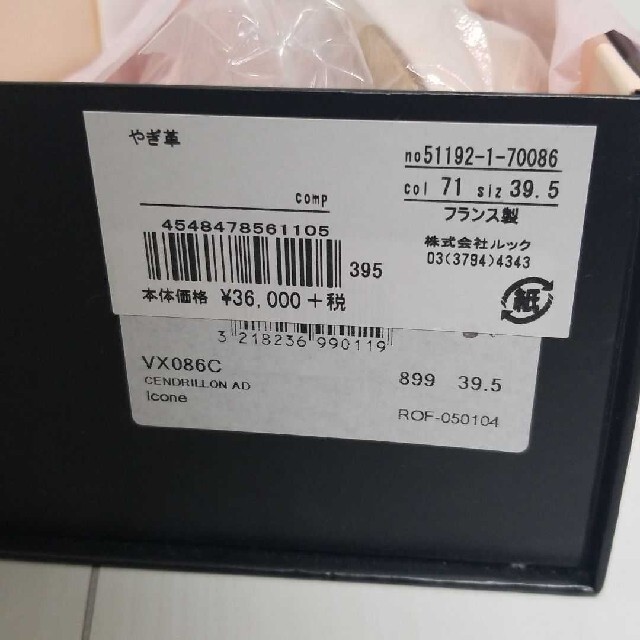 やぎ革
no51192-1-70086
col 71 siz 39.5
フランス製
comp
4548478561105
395
株式会社ルック
03(3794)4343
本体価格 ¥36,000+税
紙
3 218236 990119
VX086C
899 39.5
CENDRILLON AD
Icone
ROF-050104